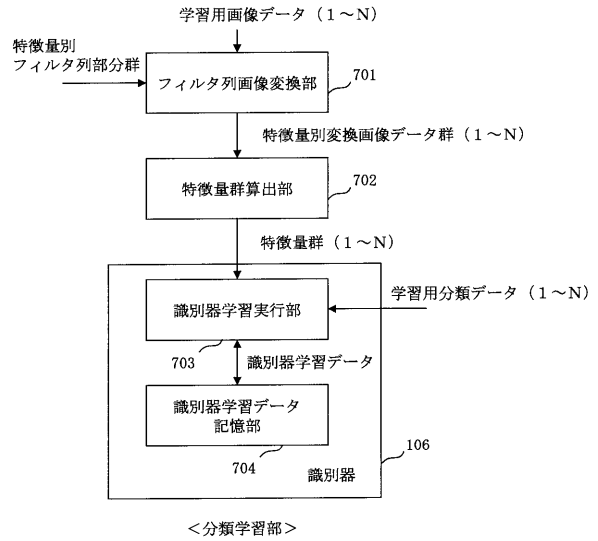 学習用画像データ（１～Ｎ）
特徴量別
フィルタ列部分群
フィルタ列画像変換部
701
特徴量別変換画像データ群（１～Ｎ）
特徴量群算出部
702
特徴量群（１～Ｎ）
識別器学習実行部
学習用分類データ（１～Ｎ）
703
識別器学習データ
識別器学習データ
記憶部
704
106
識別器
＜分類学習部＞